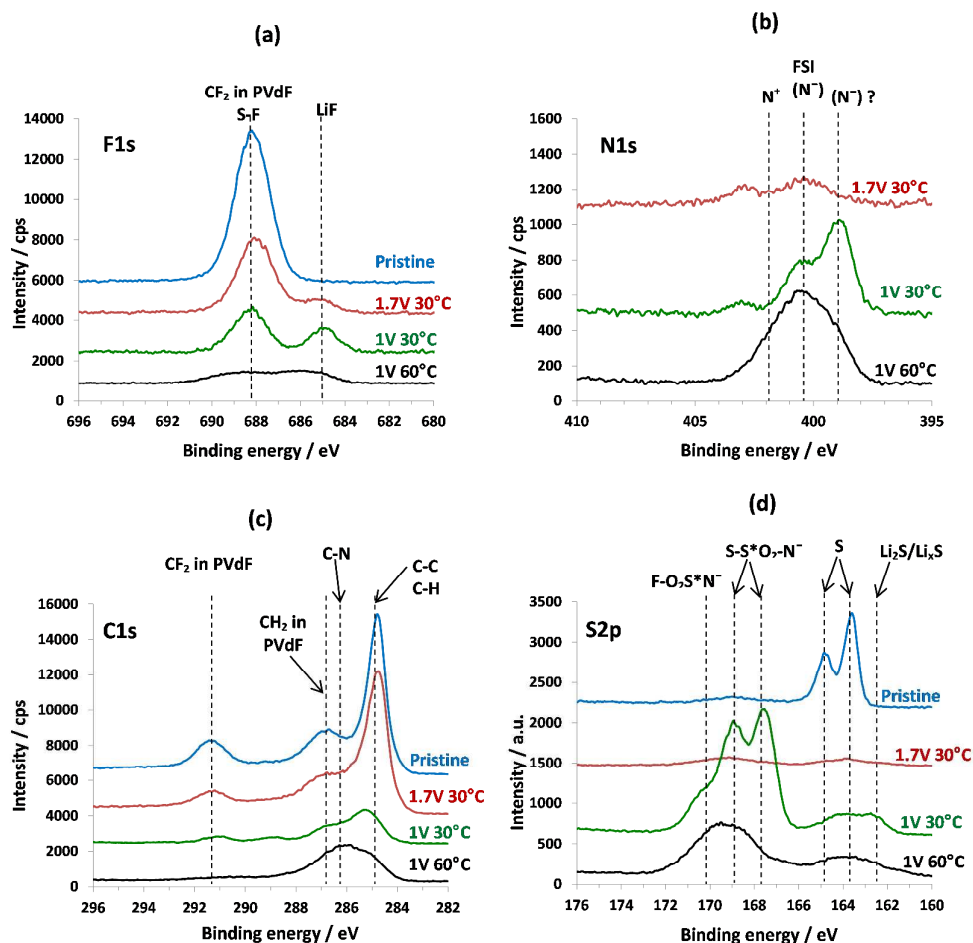 (a)
CF₂ in PVdF
S-F
LiF
F1s
Intensity / cps
14000
12000
10000
8000
6000
4000
2000
0
Pristine
1.7V 30°C
1V 30°C
1V 60°C
696 694 692 690 688 686 684 682 680
Binding energy / eV
(b)
FSI
N⁺ (N⁻) (N⁻) ?
N1s
Intensity / cps
1600
1400
1200
1000
800
600
400
200
0
1.7V 30°C
1V 30°C
1V 60°C
410 405 400 395
Binding energy / eV
(c)
CF₂ in PVdF
C-N
C-C
C-H
CH₂ in
PVdF
C1s
Intensity / cps
16000
14000
12000
10000
8000
6000
4000
2000
0
Pristine
1.7V 30°C
1V 30°C
1V 60°C
296 294 292 290 288 286 284 282
Binding energy / eV
(d)
S-S*O₂-N⁻
S
Li₂S/LiₓS
F-O₂S*N⁻
S2p
Intensity / a.u.
3500
3000
2500
2000
1500
1000
500
0
Pristine
1.7V 30°C
1V 30°C
1V 60°C
176 174 172 170 168 166 164 162 160
Binding energy / eV